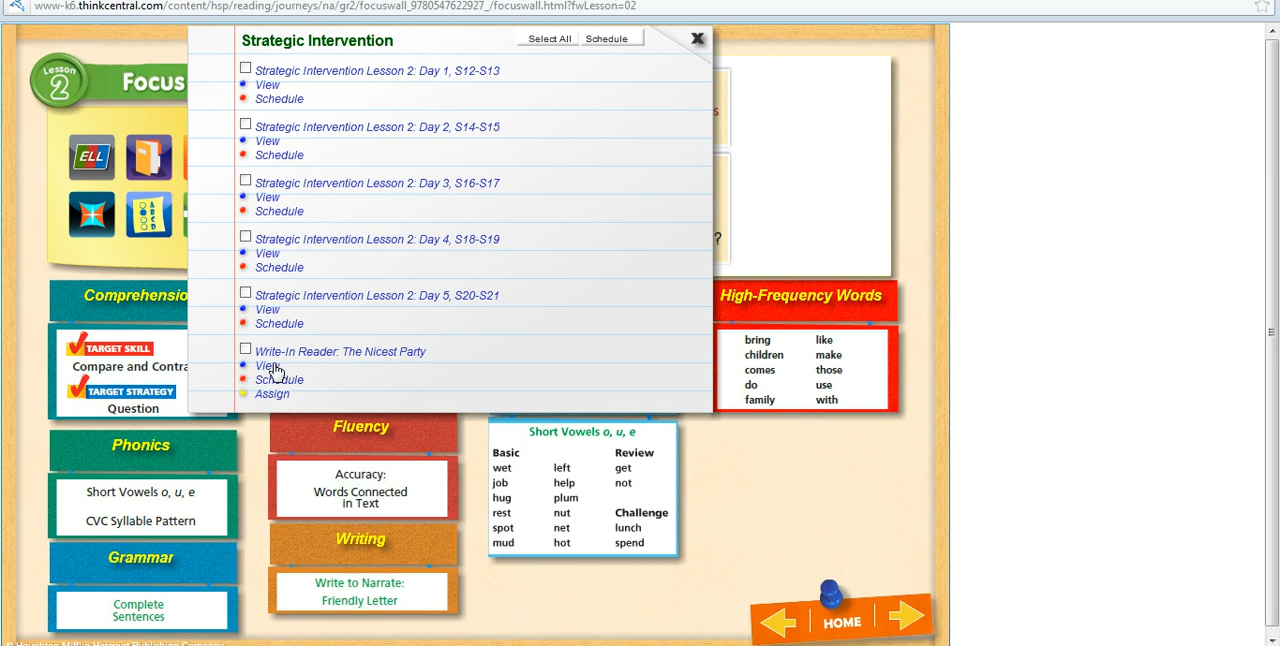 www-k6.thinkcentral.com/content/hsp/reading/journeys/na/gr2/focuswall_9780547622927_/focuswall.html?fwLesson=02
Lesson
2
Focus
ELL
Strategic Intervention
Select All
Schedule
X
Strategic Intervention Lesson 2: Day 1, S12-S13
View
Schedule
Strategic Intervention Lesson 2: Day 2, S14-S15
View
Schedule
Strategic Intervention Lesson 2: Day 3, S16-S17
View
Schedule
Strategic Intervention Lesson 2: Day 4, S18-S19
View
Schedule
Strategic Intervention Lesson 2: Day 5, S20-S21
View
Schedule
Write-In Reader: The Nicest Party
View
Schedule
Assign
s
?
Comprehensio
TARGET SKILL
Compare and Contra
TARGET STRATEGY
Question
Phonics
Short Vowels o, u, e
CVC Syllable Pattern
Grammar
Complete
Sentences
Fluency
Accuracy:
Words Connected
in Text
Writing
Write to Narrate:
Friendly Letter
Short Vowels o, u, e
Basic Review
wet left get
job help not
hug plum
rest nut Challenge
spot net lunch
mud hot spend
High-Frequency Words
bring like
children make
comes those
do use
family with
HOME
© Houghton Mifflin Harcourt Publishing Company